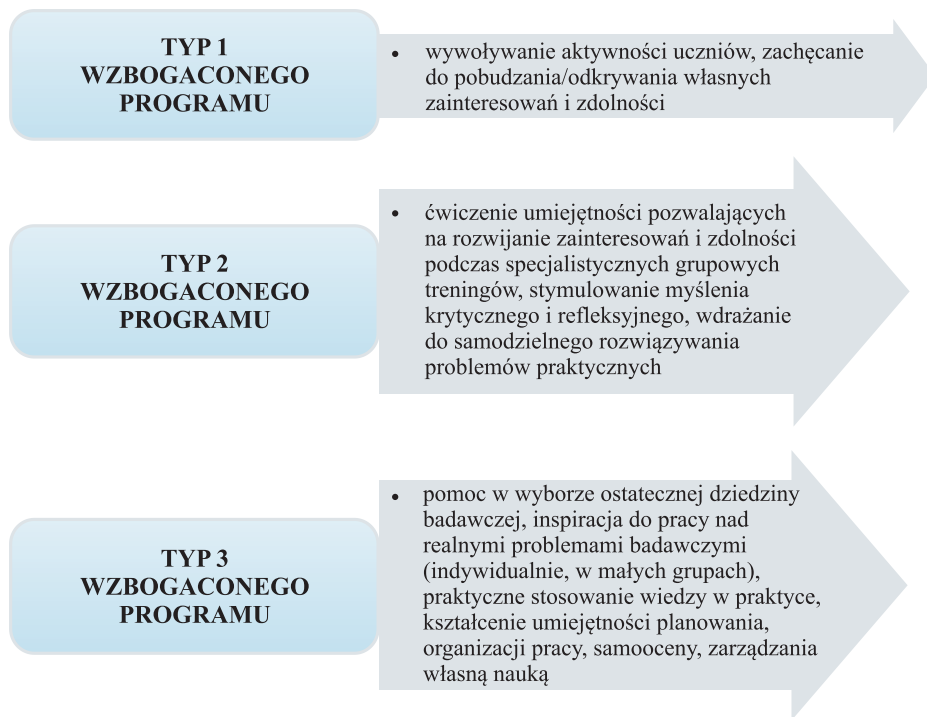 TYP 1
WZBOGACONEGO
PROGRAMU
• wywoływanie aktywności uczniów, zachęcanie
do pobudzania/odkrywania własnych
zainteresowań i zdolności
TYP 2
WZBOGACONEGO
PROGRAMU
• ćwiczenie umiejętności pozwalających
na rozwijanie zainteresowań i zdolności
podczas specjalistycznych grupowych
treningów, stymulowanie myślenia
krytycznego i refleksyjnego, wdrażanie
do samodzielnego rozwiązywania
problemów praktycznych
TYP 3
WZBOGACONEGO
PROGRAMU
• pomoc w wyborze ostatecznej dziedziny
badawczej, inspiracja do pracy nad
realnymi problemami badawczymi
(indywidualnie, w małych grupach),
praktyczne stosowanie wiedzy w praktyce,
kształcenie umiejętności planowania,
organizacji pracy, samooceny, zarządzania
własną nauką